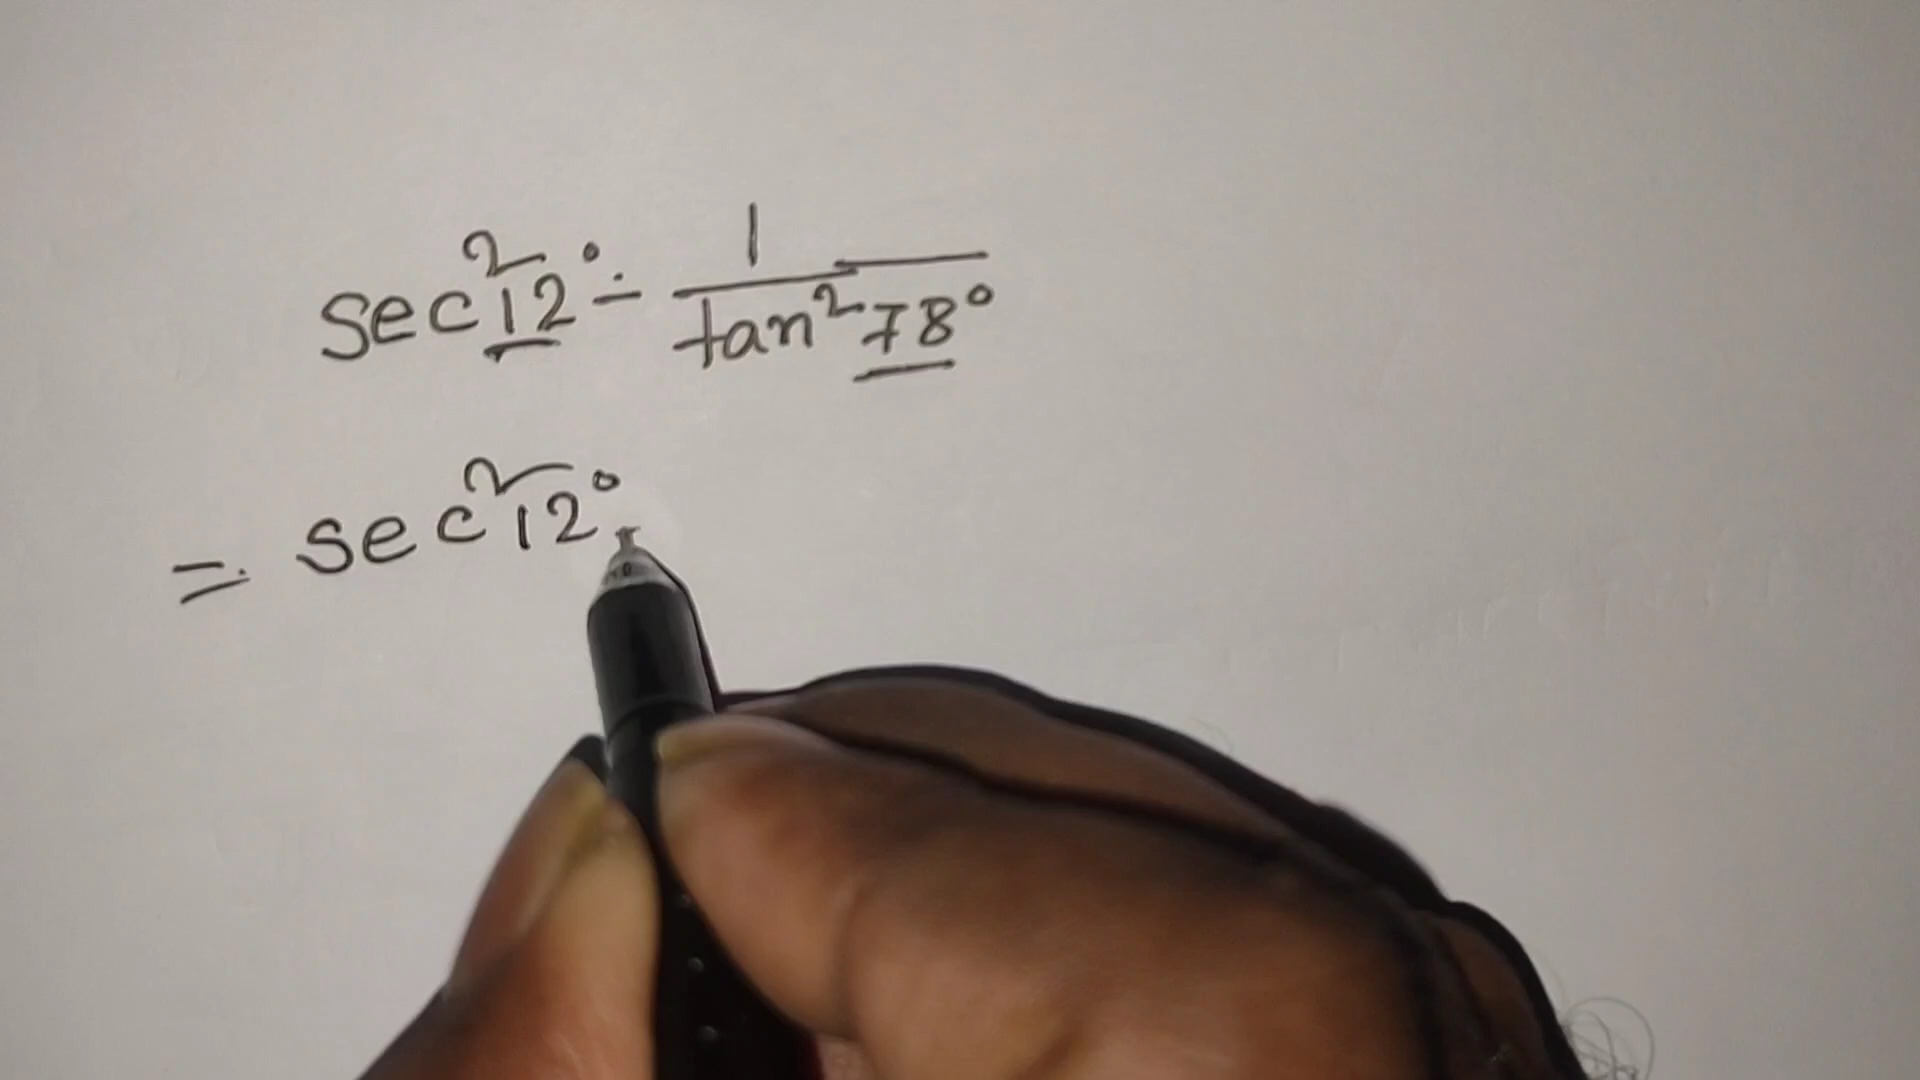 sec²12° ÷ 1/tan²78°
= sec²12°